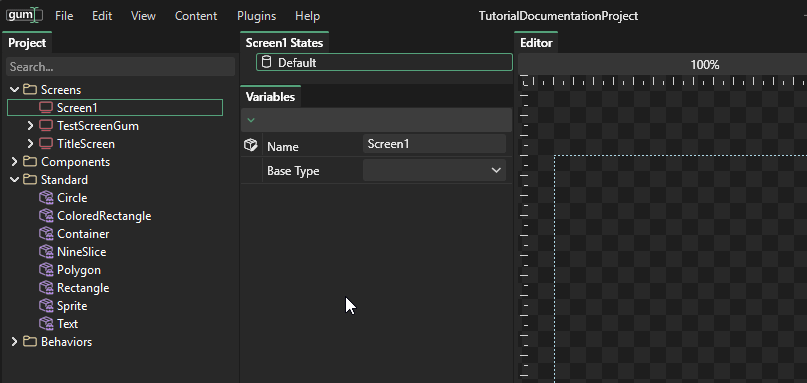 gum File Edit View Content Plugins Help TutorialDocumentationProject
Project
Search...
Screens
Screen1
TestScreenGum
TitleScreen
Components
Standard
Circle
ColoredRectangle
Container
NineSlice
Polygon
Rectangle
Sprite
Text
Behaviors
Screen1 States
Default
Variables
Name Screen1
Base Type
Editor
100%